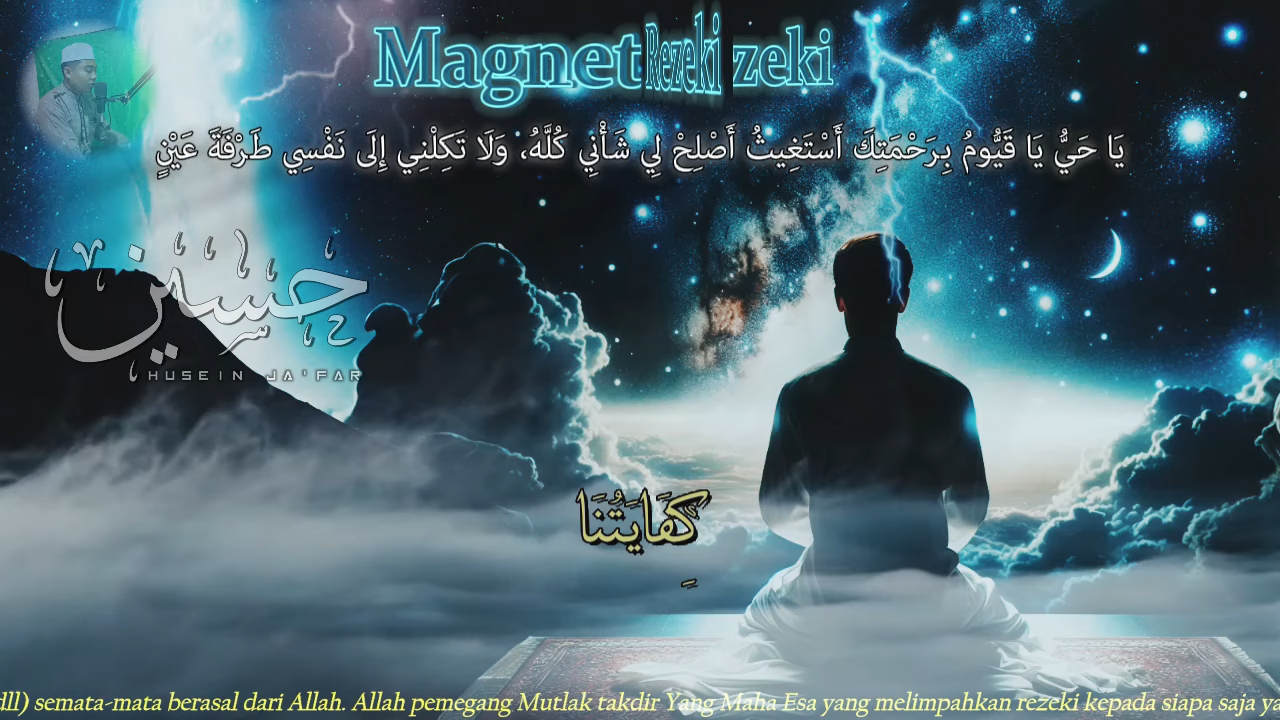 Magnet Rezeki zeki
يَا حَيُّ يَا قَيُّومُ بِرَحْمَتِكَ أَسْتَغِيثُ أَصْلِحْ لِي شَأْنِي كُلَّهُ، وَلَا تَكِلْنِي إِلَى نَفْسِي طَرْفَةَ عَيْنٍ
حسين
HUSEIN JA'FAR
كِفَايَتُنَا
dll) semata-mata berasal dari Allah. Allah pemegang Mutlak takdir Yang Maha Esa yang melimpahkan rezeki kepada siapa saja ya